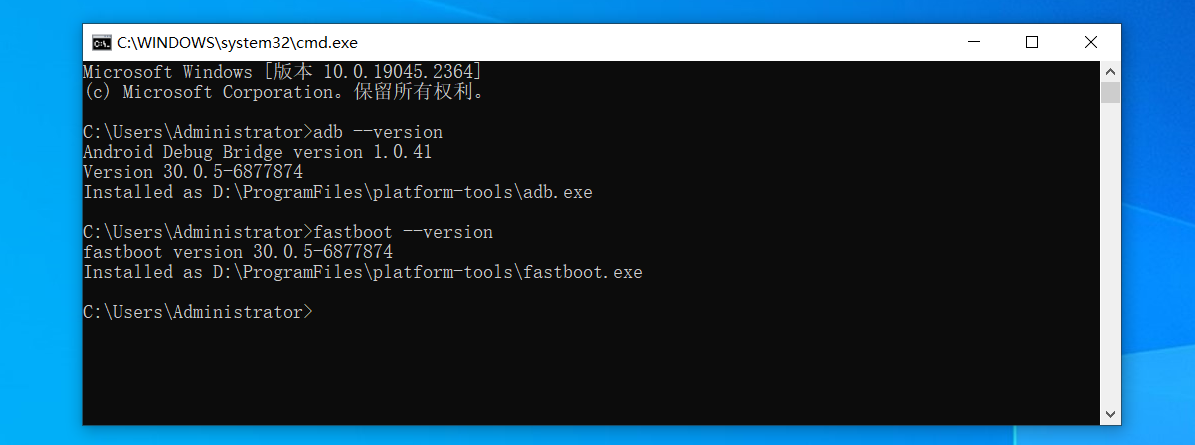 C:\WINDOWS\system32\cmd.exe
Microsoft Windows [版本 10.0.19045.2364]
(c) Microsoft Corporation。保留所有权利。
C:\Users\Administrator>adb --version
Android Debug Bridge version 1.0.41
Version 30.0.5-6877874
Installed as D:\ProgramFiles\platform-tools\adb.exe
C:\Users\Administrator>fastboot --version
fastboot version 30.0.5-6877874
Installed as D:\ProgramFiles\platform-tools\fastboot.exe
C:\Users\Administrator>